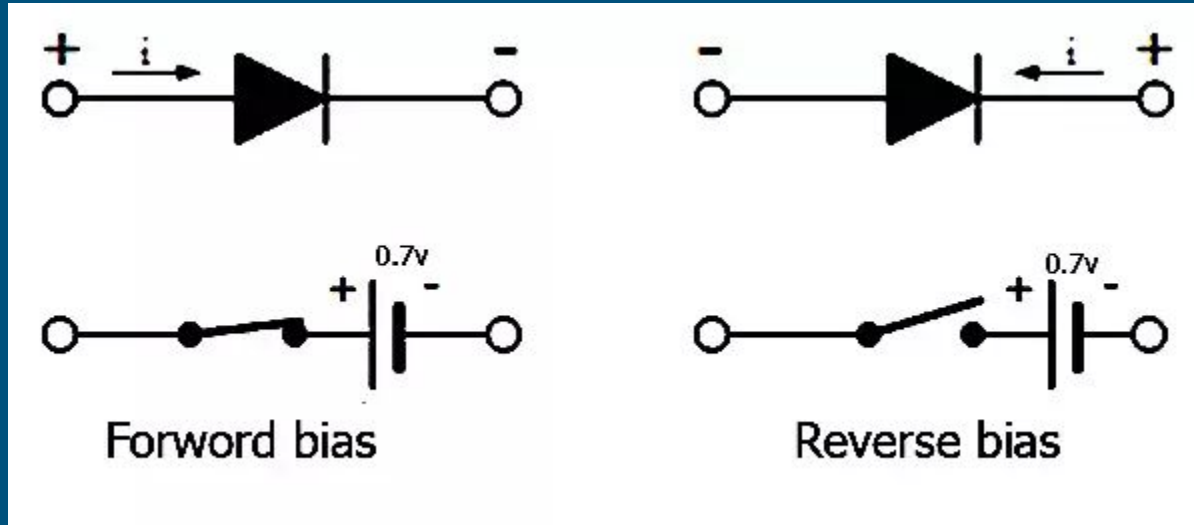 + i -
- i +
0.7v
+ -
0.7v
+ -
Forword bias
Reverse bias